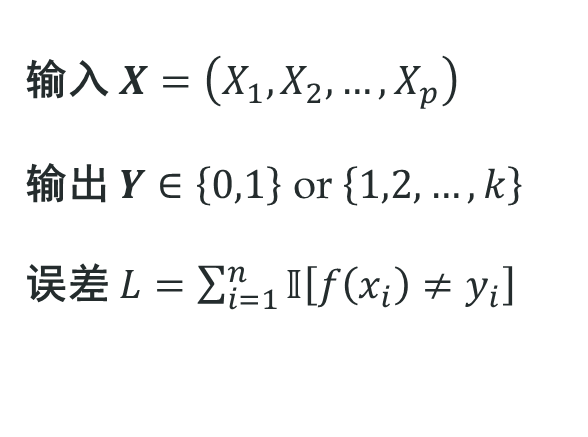 输入 X = (X₁,X₂, …, Xₚ)
输出 Y ∈ {0,1} or {1,2, …, k}
误差 L = ∑ⁿᵢ₌₁ 𝕀[f(xᵢ) ≠ yᵢ]